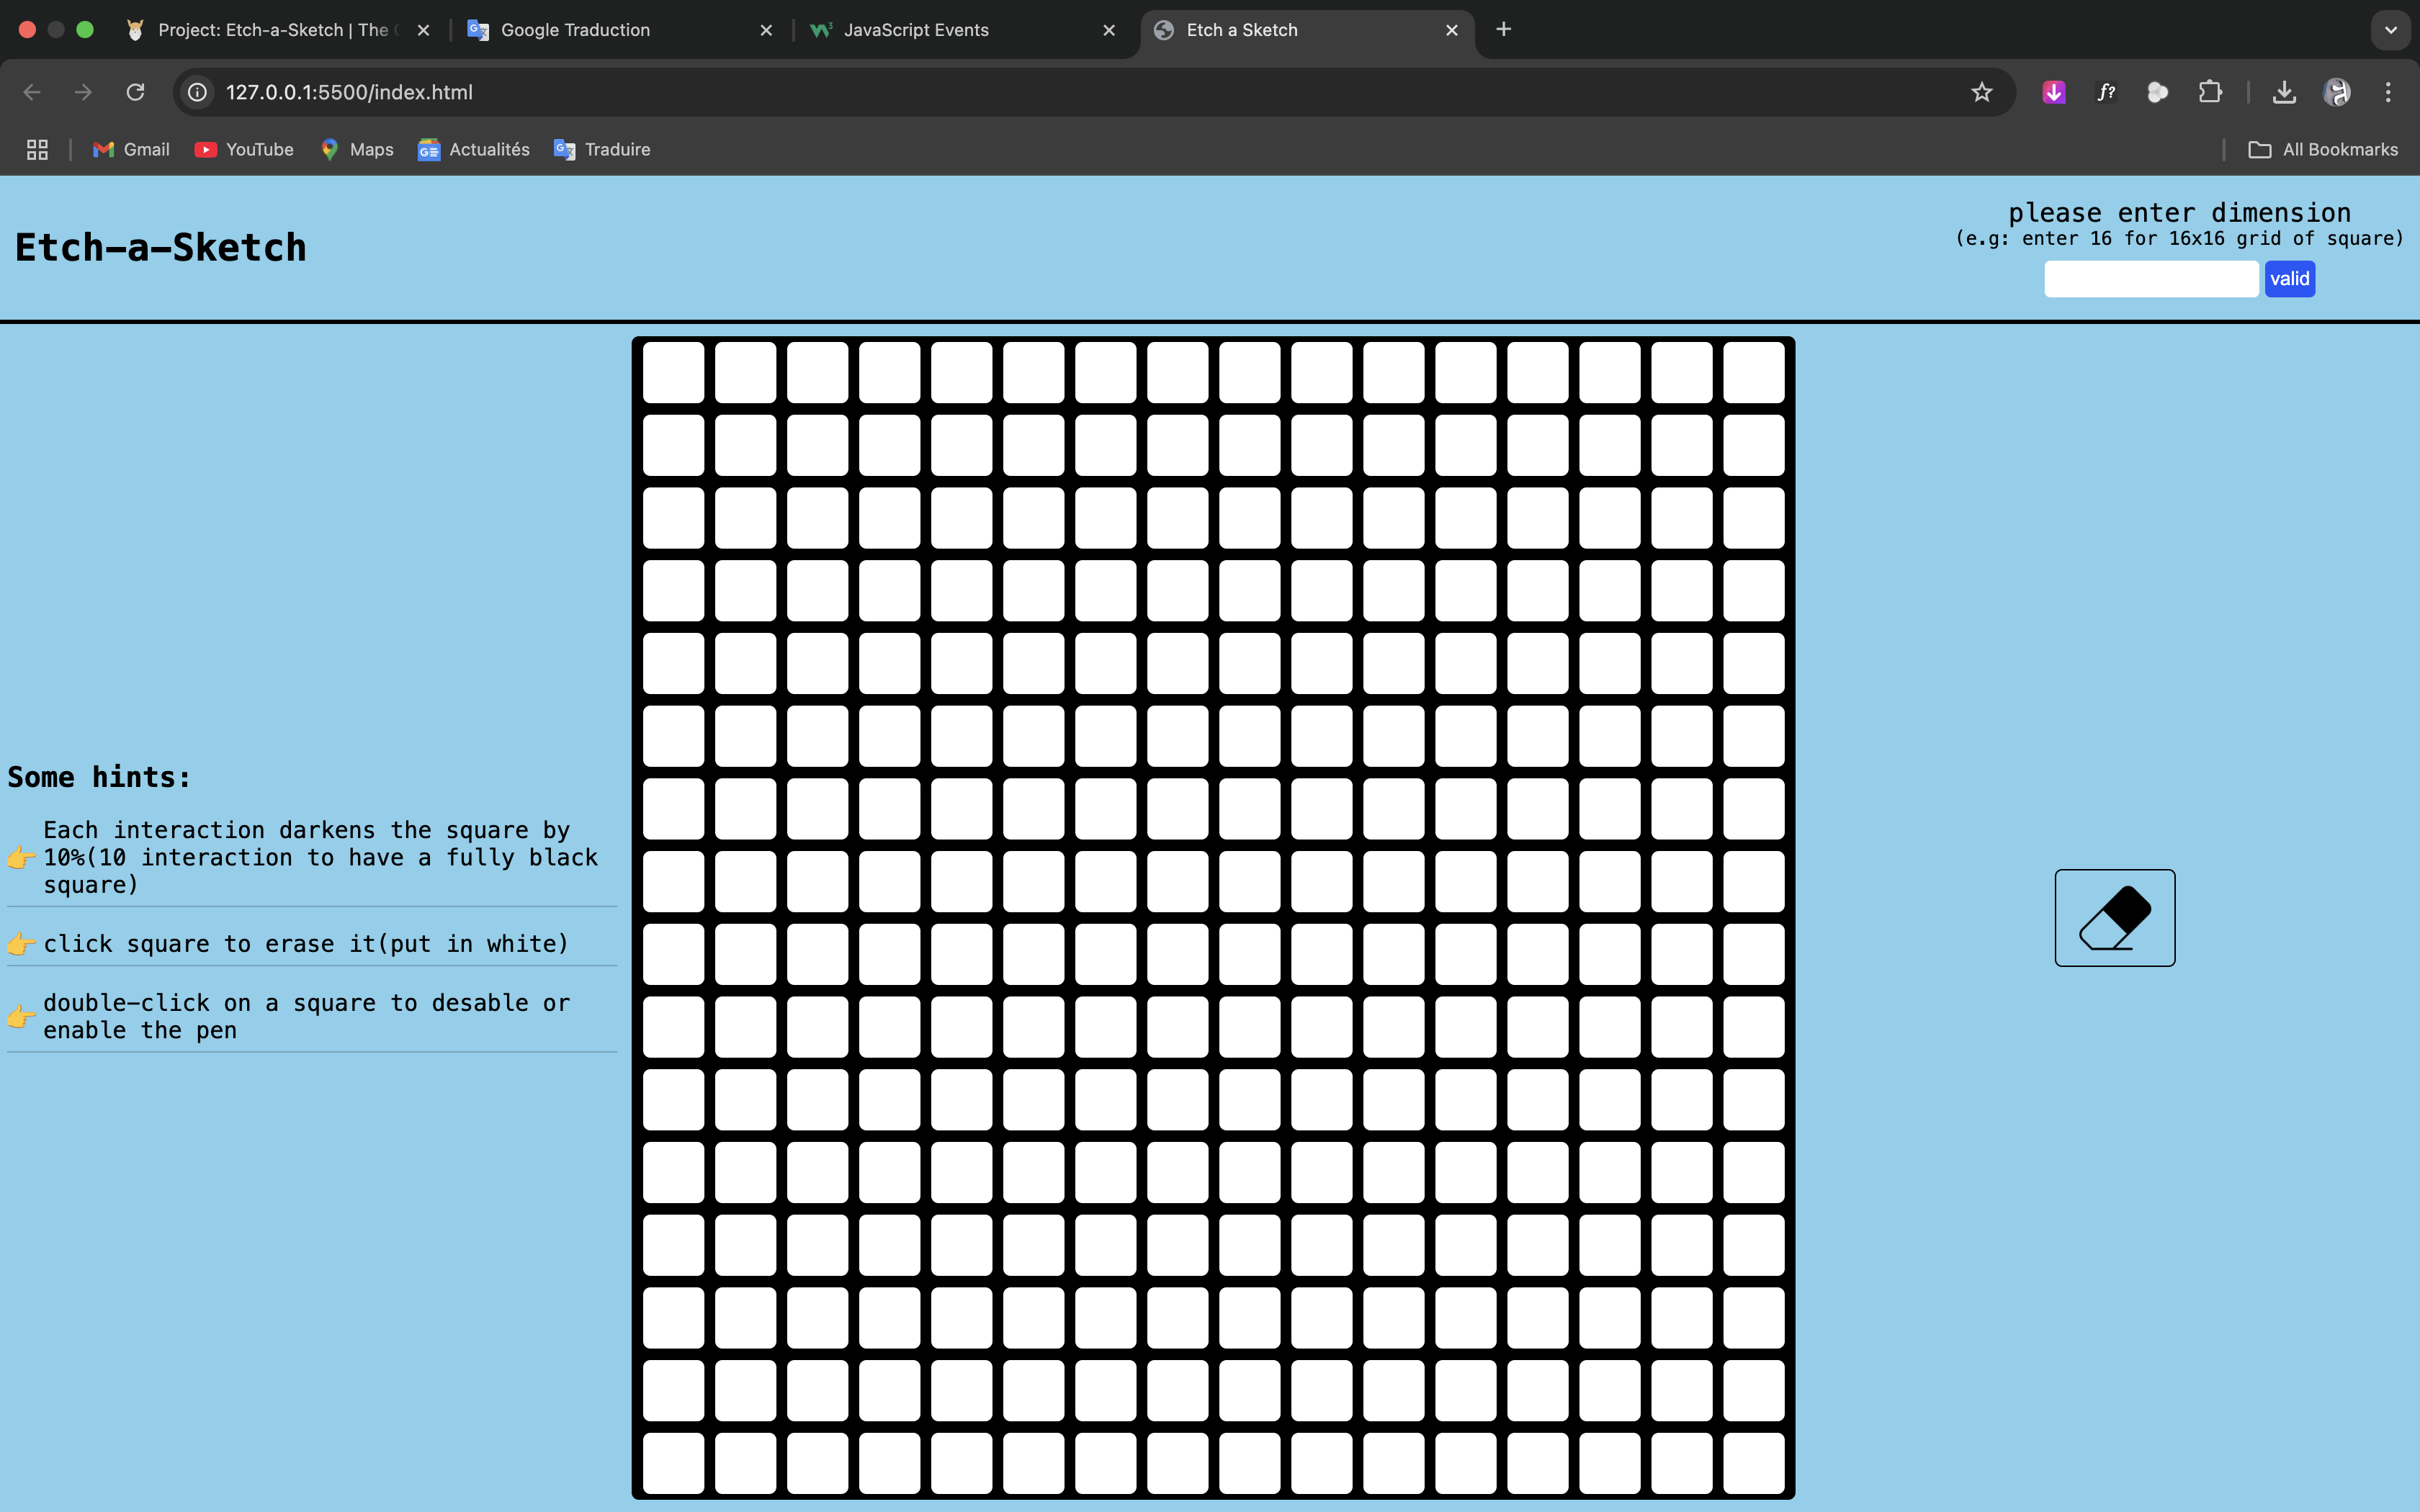 Project: Etch-a-Sketch | The
Google Traduction
JavaScript Events
Etch a Sketch
127.0.0.1:5500/index.html
f?
Gmail
YouTube
Maps
Actualités
Traduire
All Bookmarks
Etch-a-Sketch
please enter dimension
(e.g: enter 16 for 16x16 grid of square)
valid
Some hints:
Each interaction darkens the square by
👉 10%(10 interaction to have a fully black
square)
👉 click square to erase it(put in white)
double-click on a square to desable or
👉 enable the pen